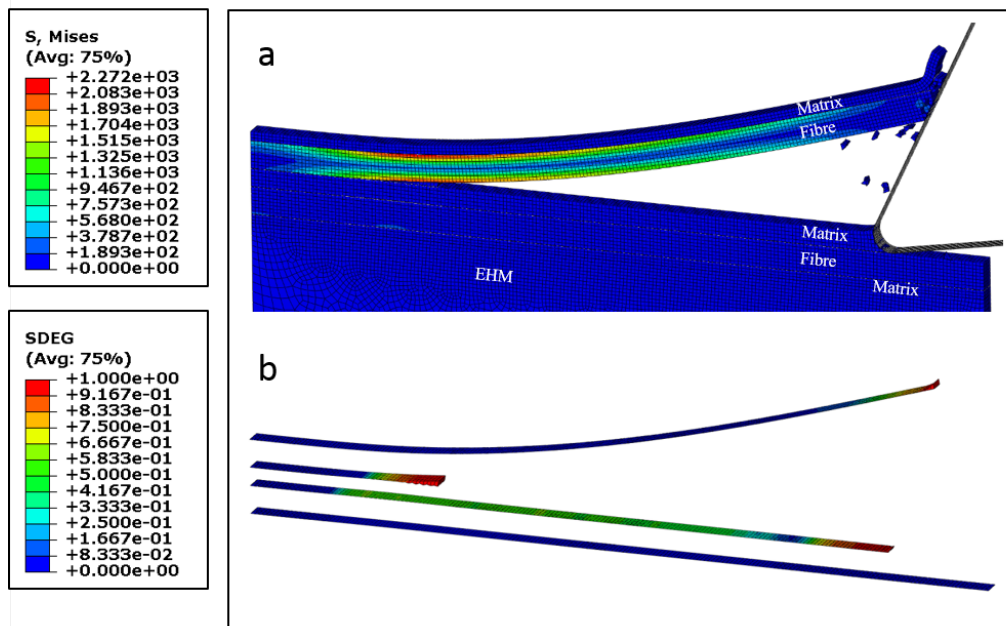 S, Mises
(Avg: 75%)
+2.272e+03
+2.083e+03
+1.893e+03
+1.704e+03
+1.515e+03
+1.325e+03
+1.136e+03
+9.467e+02
+7.573e+02
+5.680e+02
+3.787e+02
+1.892e+02
+0.000e+00
a
Matrix
Fibre
Matrix
Fibre
Matrix
EHM
SDEG
(Avg: 75%)
+1.000e+00
+9.167e-01
+8.333e-01
+7.500e-01
+6.667e-01
+5.833e-01
+5.000e-01
+4.167e-01
+3.333e-01
+2.500e-01
+1.667e-01
+8.333e-02
+0.000e+00
b